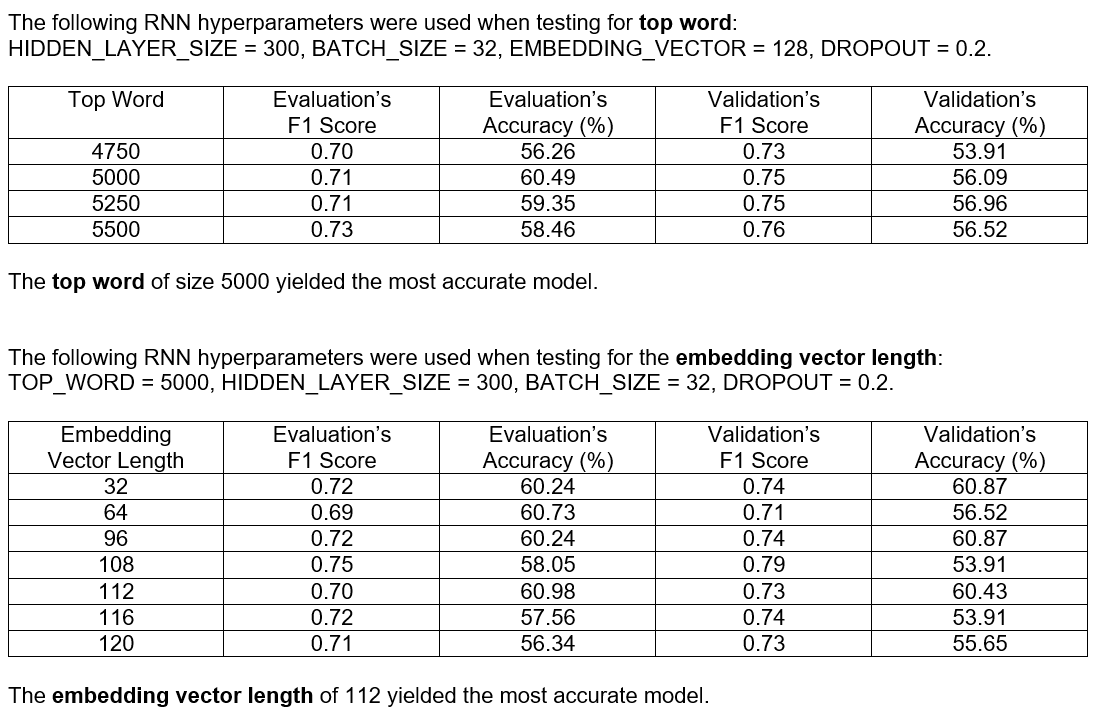 The following RNN hyperparameters were used when testing for top word:
HIDDEN_LAYER_SIZE = 300, BATCH_SIZE = 32, EMBEDDING_VECTOR = 128, DROPOUT = 0.2.
Top Word Evaluation's Evaluation's Validation's Validation's
F1 Score Accuracy (%) F1 Score Accuracy (%)
4750 0.70 56.26 0.73 53.91
5000 0.71 60.49 0.75 56.09
5250 0.71 59.35 0.75 56.96
5500 0.73 58.46 0.76 56.52
The top word of size 5000 yielded the most accurate model.
The following RNN hyperparameters were used when testing for the embedding vector length:
TOP_WORD = 5000, HIDDEN_LAYER_SIZE = 300, BATCH_SIZE = 32, DROPOUT = 0.2.
Embedding Evaluation's Evaluation's Validation's Validation's
Vector Length F1 Score Accuracy (%) F1 Score Accuracy (%)
32 0.72 60.24 0.74 60.87
64 0.69 60.73 0.71 56.52
96 0.72 60.24 0.74 60.87
108 0.75 58.05 0.79 53.91
112 0.70 60.98 0.73 60.43
116 0.72 57.56 0.74 53.91
120 0.71 56.34 0.73 55.65
The embedding vector length of 112 yielded the most accurate model.